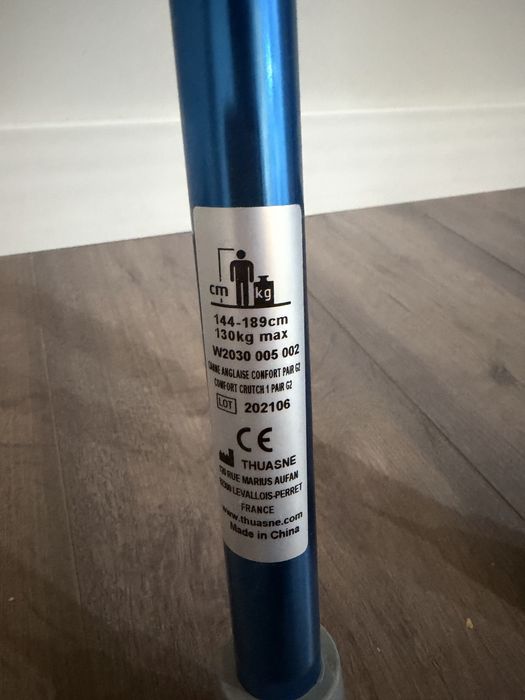 cm kg
144-189cm
130kg max
W2030 005 002
CANNE ANGLAISE CONFORT PAIR G2
COMFORT CRUTCH 1 PAIR G2
LOT 202106
CE
THUASNE
120 RUE MARIUS AUFAN
92300 LEVALLOIS-PERRET
FRANCE
www.thuasne.com
Made in China